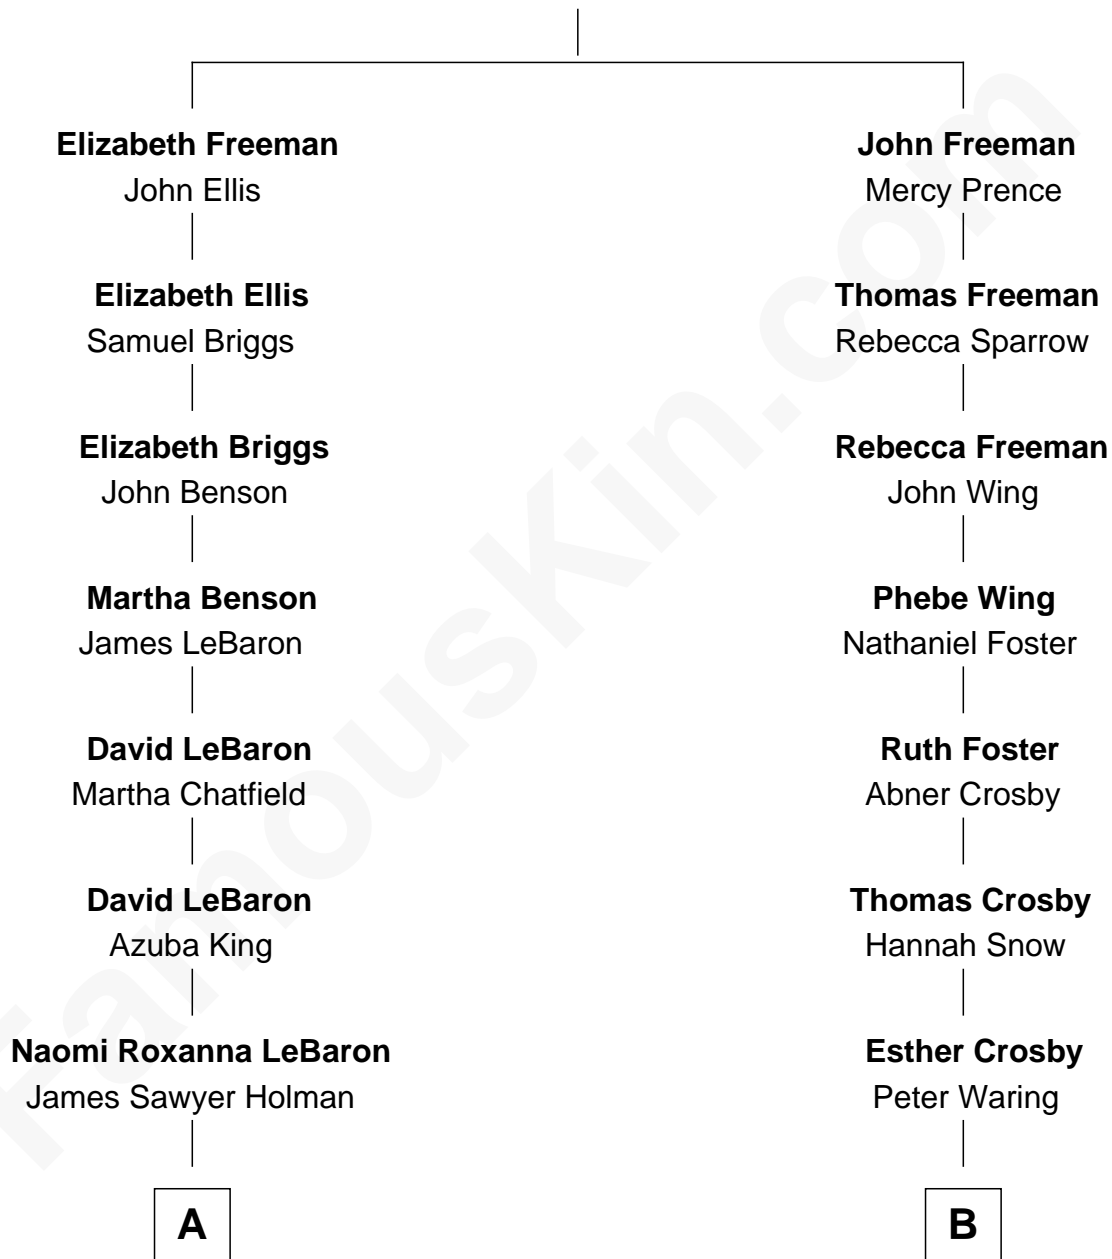 Elizabeth Freeman
John Ellis
John Freeman
Mercy Prence
Elizabeth Ellis
Samuel Briggs
Thomas Freeman
Rebecca Sparrow
Elizabeth Briggs
John Benson
Rebecca Freeman
John Wing
Martha Benson
James LeBaron
Phebe Wing
Nathaniel Foster
David LeBaron
Martha Chatfield
Ruth Foster
Abner Crosby
David LeBaron
Azuba King
Thomas Crosby
Hannah Snow
Naomi Roxanna LeBaron
James Sawyer Holman
Esther Crosby
Peter Waring
A
B
FamousKin.com